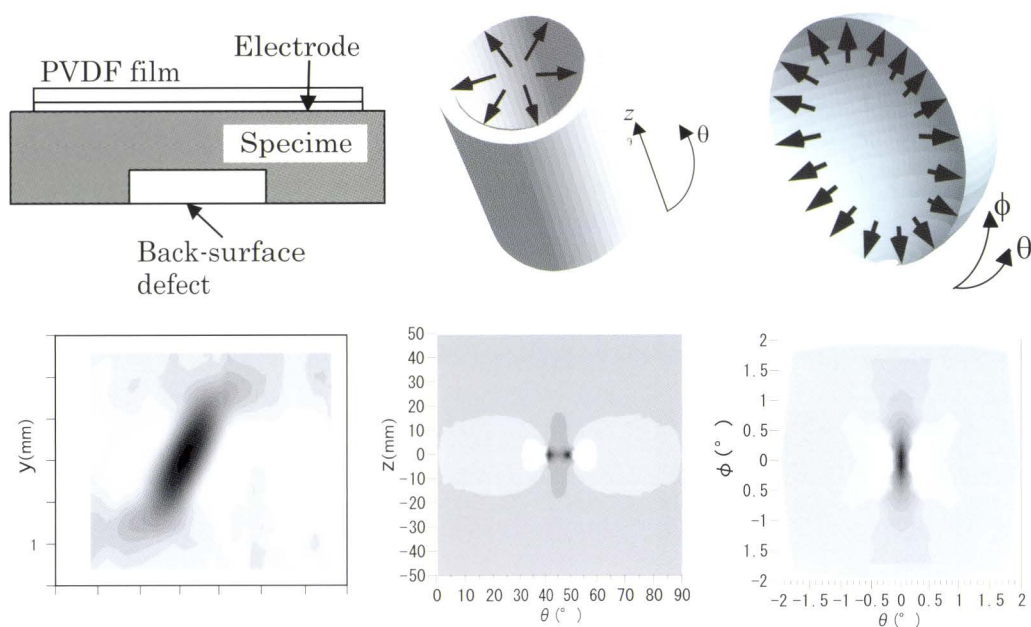 Electrode
PVDF film
Specime
Back-surface
defect
z
θ
ϕ
θ
y(mm)
1
z(mm)
50
40
30
20
10
0
-10
-20
-30
-40
-50
0 10 20 30 40 50 60 70 80 90
θ(°)
ϕ(°)
2
1.5
1
0.5
0
0.5
-1
1.5
-2
-2 -1.5 -1 -0.5 0 0.5 1 1.5 2
θ(°)